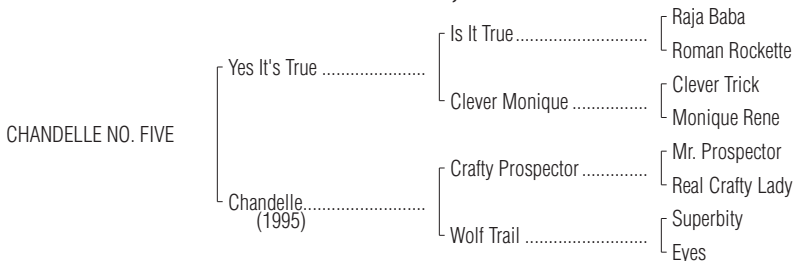 Raja Baba
Is It True
Roman Rockette
Yes It's True
Clever Trick
Clever Monique
Monique Rene
CHANDELLE NO. FIVE
Mr. Prospector
Crafty Prospector
Real Crafty Lady
Chandelle
(1995)
Superbity
Wolf Trail
Eyes